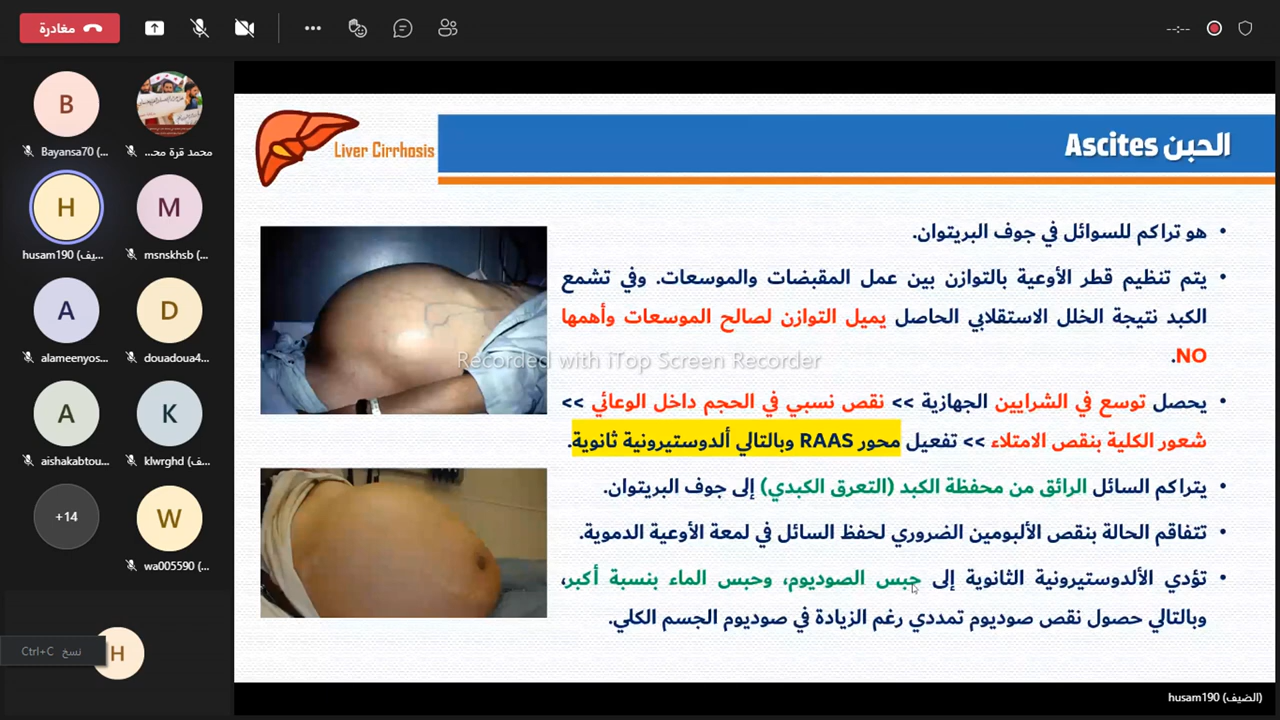 مغادرة
--:--
B
Bayansa70 (...
محمد قرة محـ...
H
husam190 (ضيف...
M
msnskhsb (...
A
alameenyos...
D
douadoua4...
A
aishakabtou...
K
klwrghd (...
+14
W
wa005590 (...
نسخ Ctrl+C
H
Liver Cirrhosis
الحبن Ascites
• هو تراكم للسوائل في جوف البريتوان.
• يتم تنظيم قطر الأوعية بالتوازن بين عمل المقبضات والموسعات. وفي تشمع
الكبد نتيجة الخلل الاستقلابي الحاصل يميل التوازن لصالح الموسعات وأهمها
NO.
• يحصل توسع في الشرايين الجهازية >> نقص نسبي في الحجم داخل الوعائي >>
شعور الكلية بنقص الامتلاء >> تفعيل محور RAAS وبالتالي ألدوستيرونية ثانوية.
• يتراكم السائل الرائق من محفظة الكبد (التعرق الكبدي) إلى جوف البريتوان.
• تتفاقم الحالة بنقص الألبومين الضروري لحفظ السائل في لمعة الأوعية الدموية.
• تؤدي الألدوستيرونية الثانوية إلى حبس الصوديوم، وحبس الماء بنسبة أكبر،
وبالتالي حصول نقص صوديوم تمددي رغم الزيادة في صوديوم الجسم الكلي.
Recorded with iTop Screen Recorder
husam190 (الضيف)